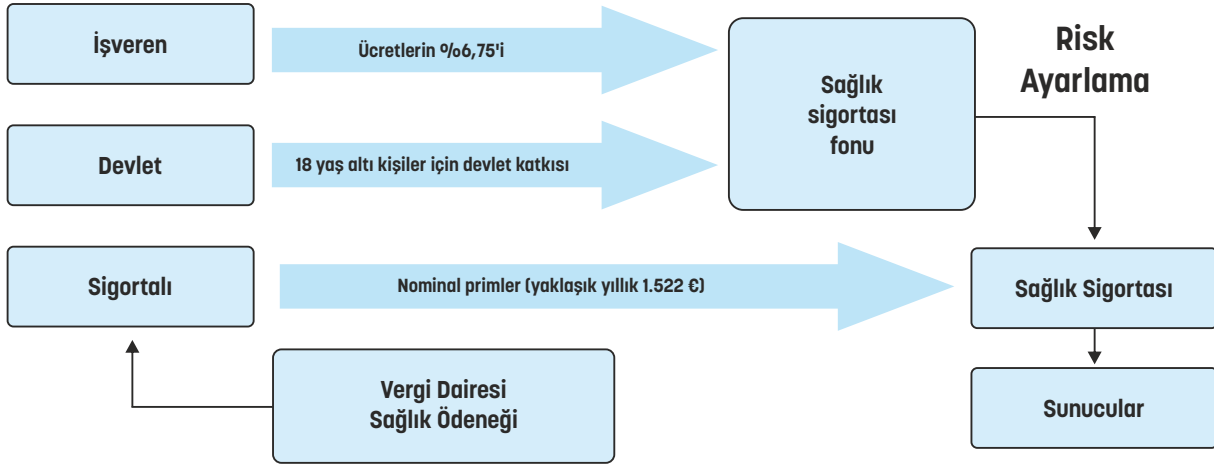 İşveren
Ücretlerin %6,75'i
Sağlık
sigortası
fonu
Risk
Ayarlama
Devlet
18 yaş altı kişiler için devlet katkısı
Sigortalı
Nominal primler (yaklaşık yıllık 1.522 €)
Sağlık Sigortası
Vergi Dairesi
Sağlık Ödeneği
Sunucular